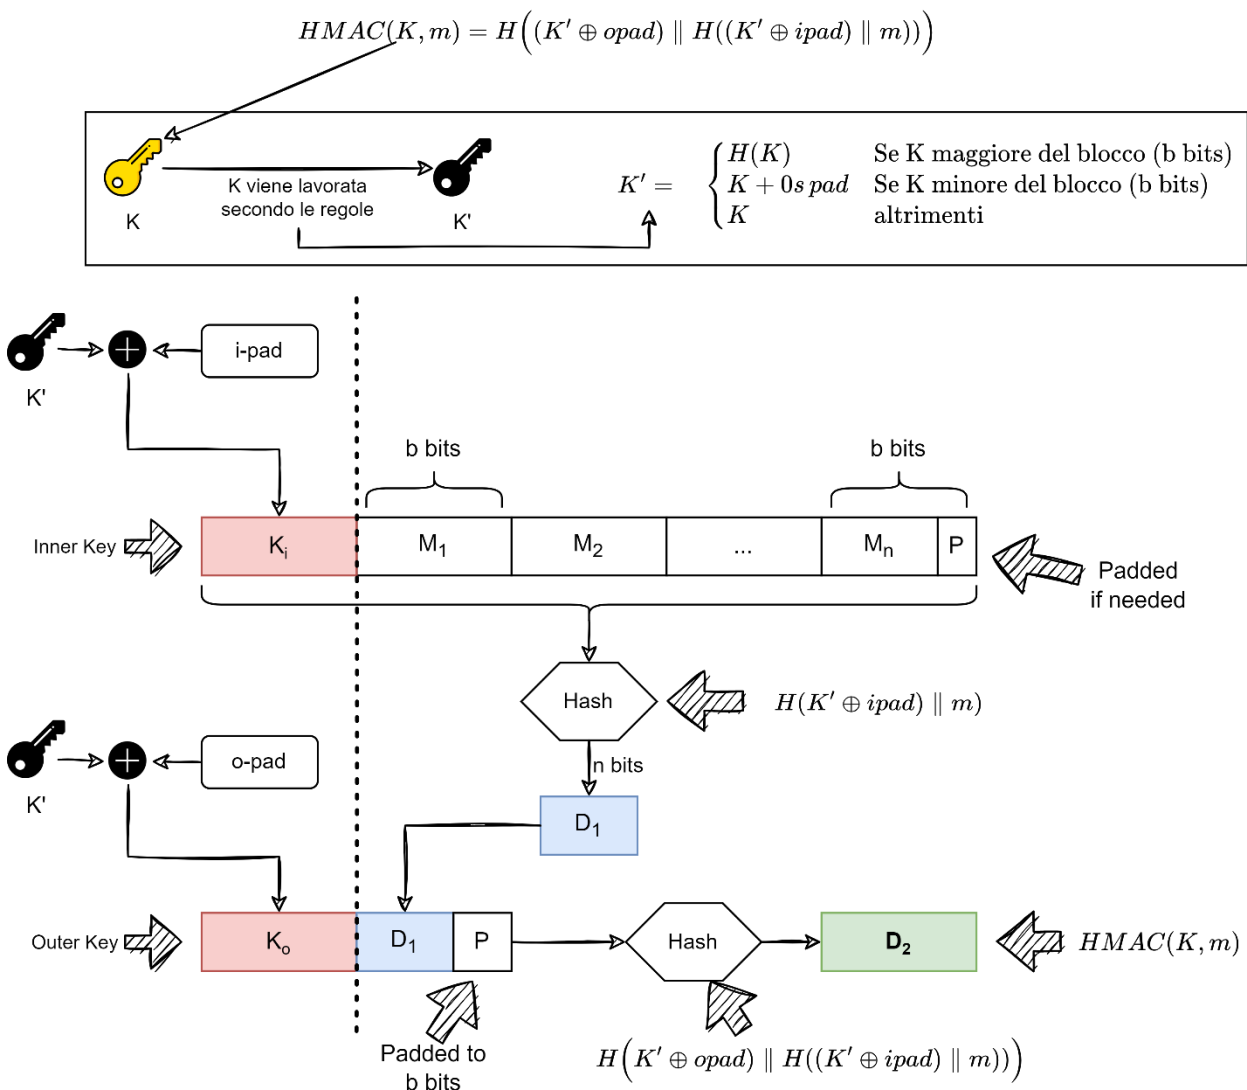 HMAC(K, m) = H((K′ ⊕ opad) ∥ H((K′ ⊕ ipad) ∥ m)))
K
K viene lavorata
secondo le regole
K'
K′ =
H(K) Se K maggiore del blocco (b bits)
K + 0s pad Se K minore del blocco (b bits)
K altrimenti
K'
i-pad
b bits
b bits
Inner Key
Ki
M1
M2
...
Mn
P
Padded
if needed
Hash
H(K′ ⊕ ipad) ∥ m)
n bits
K'
o-pad
D1
Outer Key
Ko
D1
P
Hash
D2
HMAC(K, m)
Padded to
b bits
H(K′ ⊕ opad) ∥ H((K′ ⊕ ipad) ∥ m)))